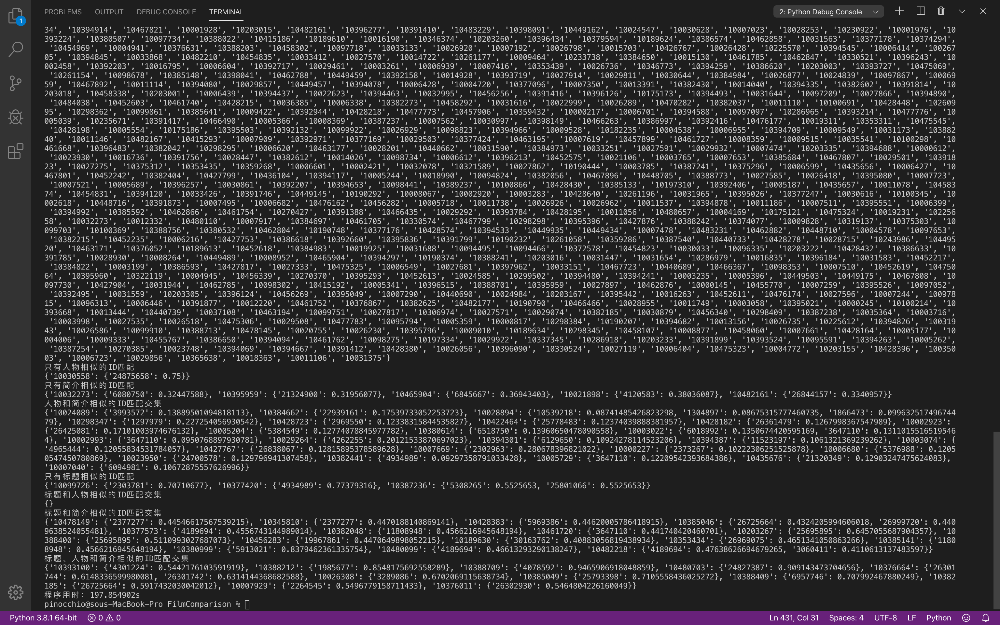 PROBLEMS OUTPUT DEBUG CONSOLE TERMINAL 2: Python Debug Console
1
34', '10394914', '10467821', '10001928', '10203015', '10482161', '10396277', '10391410', '10483229', '10398091', '10449162', '10024547', '10030628', '10007023', '10028253', '10230922', '10001976', '10
393224', '10380507', '10097734', '10388022', '10415186', '10189610', '10016190', '10346374', '10203260', '10396434', '10379594', '10189624', '10386574', '10462858', '10031563', '10377178', '10374294',
'10454969', '10004941', '10376631', '10388203', '10458302', '10097718', '10033133', '10026920', '10007192', '10026798', '10015703', '10426767', '10026428', '10225570', '10394545', '10006414', '100267
05', '10394845', '10033868', '10482210', '10454835', '10033412', '10027570', '10014722', '10261177', '10009464', '10233738', '10384650', '10015130', '10461785', '10462847', '10330521', '10396243', '10
002458', '10392203', '10016795', '10006604', '10392717', '10029461', '10003261', '10006939', '10007416', '10353439', '10026736', '10346773', '10394259', '10386620', '10203003', '10393727', '10475069',
'10261154', '10098678', '10385148', '10398041', '10462788', '10449459', '10392158', '10014928', '10393719', '10027914', '10029811', '10030644', '10384984', '10026877', '10024839', '10097867', '100069
59', '10467892', '10011114', '10394080', '10029857', '10449457', '10394078', '10006428', '10004720', '10377096', '10007350', '10013391', '10382430', '10014040', '10394335', '10382602', '10391814', '10
203018', '10458338', '10203001', '10006439', '10394437', '10022623', '10394463', '10032995', '10456256', '10391416', '10396126', '10175173', '10394493', '10031644', '10097209', '10027866', '10394890',
'10484038', '10452603', '10461740', '10428215', '10036385', '10006338', '10382273', '10458292', '10031616', '10022999', '10026289', '10470282', '10382037', '10011110', '10100691', '10428448', '102609
95', '10298362', '10099861', '10385641', '10009422', '10392944', '10428218', '10477773', '10457906', '10359432', '10000217', '10006701', '10394588', '10097097', '10286965', '10393214', '10477776', '10
005039', '10235671', '10391417', '10466490', '10005366', '10008369', '10387237', '10007562', '10030997', '10398149', '10466263', '10386997', '10392416', '10476177', '10019311', '10353311', '10475545',
'10428198', '10005554', '10175186', '10395503', '10392132', '10099922', '10026929', '10098823', '10394966', '10009528', '10182235', '10004538', '10006955', '10394709', '10009549', '10031173', '103882
40', '10011146', '10482167', '10415293', '10007909', '10392971', '10377169', '10029503', '10377424', '10463195', '10007619', '10457899', '10461727', '10008359', '10009515', '10035541', '10100298', '10
461668', '10396483', '10382042', '10298295', '10006620', '10463177', '10028201', '10440662', '10031590', '10384973', '10033251', '10027591', '10029932', '10007474', '10203335', '10394688', '10000612',
'10023930', '10016736', '10391756', '10028447', '10382612', '10014026', '10098734', '10006612', '10396213', '10452575', '10021106', '10003765', '10007653', '10385684', '10467807', '10029501', '103918
23', '10027275', '10375312', '10353435', '10359268', '10006601', '10002421', '10032078', '10321589', '10027862', '10190444', '10003785', '10387241', '10375296', '10006599', '10435656', '10006427', '10
467801', '10452242', '10382404', '10427799', '10436104', '10394117', '10005244', '10018990', '10094824', '10382056', '10467896', '10448705', '10388773', '10027585', '10026418', '10395080', '10007723',
'10007521', '10005689', '10396257', '10030861', '10392207', '10394653', '10098441', '10389237', '10100866', '10428430', '10385133', '10197310', '10392406', '10005187', '10435657', '10011078', '104583
74', '10454831', '10394120', '10033426', '10391746', '10449145', '10190292', '10008067', '10002920', '10003283', '10428640', '10261196', '10031965', '10395026', '10377247', '10030616', '10100345', '10
002618', '10448716', '10391873', '10007495', '10006682', '10476162', '10456282', '10005718', '10011738', '10026926', '10026962', '10011537', '10394878', '10011186', '10007511', '10395551', '10006399',
'10394992', '10385592', '10462866', '10461754', '10270427', '10391388', '10466435', '10029292', '10393784', '10428195', '10011056', '10480657', '10004169', '10175121', '10475324', '10019231', '102256
58', '10032273', '10012332', '10480110', '10007917', '10384697', '10461705', '10330574', '10467799', '10298298', '10395396', '10427876', '10388242', '10374077', '10009828', '10319137', '10375303', '10
099703', '10100369', '10388756', '10380532', '10462804', '10190748', '10377176', '10428574', '10394533', '10449935', '10449434', '10007478', '10483231', '10462882', '10448710', '10004578', '10097653',
'10382215', '10452235', '10006216', '10427753', '10386618', '10392660', '10395836', '10391799', '10190232', '10261058', '10359286', '10387540', '10440733', '10428278', '10028715', '10243986', '104495
20', '10463171', '10376052', '10189613', '10452618', '10384983', '10019925', '10031688', '10094495', '10094466', '10372578', '10454823', '10030033', '10096335', '10203222', '10428432', '10386633', '10
391785', '10028930', '10008264', '10449489', '10008952', '10465904', '10394297', '10190374', '10388241', '10203016', '10031447', '10031654', '10286979', '10016835', '10396184', '10031583', '10452217',
'10384822', '10003199', '10386593', '10427817', '10027333', '10475325', '10006549', '10027681', '10397962', '10033151', '10467723', '10440689', '10466367', '10098353', '10007510', '10452619', '104750
64', '10395960', '10322119', '10004945', '10456339', '10270370', '10395293', '10452613', '10024585', '10299502', '10394480', '10394241', '10003235', '10005396', '10449503', '10449175', '10467808', '10
097730', '10427904', '10031944', '10462785', '10098302', '10415192', '10005341', '10396515', '10388701', '10395959', '10027897', '10462876', '10000145', '10455770', '10007259', '10395526', '10097052',
'10392495', '10031559', '10203305', '10396124', '10456269', '10395049', '10007290', '10440690', '10024984', '10203167', '10395442', '10016263', '10452611', '10476174', '10027596', '10007244', '100978
15', '10096313', '10006446', '10391877', '10012220', '10461752', '10376867', '10382625', '10482177', '10190790', '10466466', '10028955', '10011749', '10003058', '10395021', '10000245', '10100214', '10
393668', '10013444', '10440739', '10037108', '10463194', '10099751', '10027817', '10306974', '10027571', '10029074', '10382185', '10030879', '10456340', '10298409', '10387238', '10035364', '10003716',
'10003998', '10027535', '10026518', '10475306', '10029508', '10477783', '10095794', '10005359', '10000817', '10298384', '10190207', '10394682', '10013156', '10026735', '10225612', '10394826', '100319
43', '10026586', '10099910', '10388713', '10478145', '10020755', '10026230', '10395796', '10009010', '10189634', '10298345', '10458107', '10008877', '10458060', '10007661', '10428164', '10005177', '10
004006', '10009333', '10455767', '10386650', '10394094', '10461762', '10098275', '10197334', '10029922', '10337345', '10286918', '10203233', '10391899', '10393524', '10095591', '10394263', '10005262',
'10387254', '10270385', '10023748', '10394069', '10394667', '10391412', '10428380', '10026056', '10396090', '10330524', '10027119', '10006404', '10475323', '10004772', '10203155', '10428396', '100350
03', '10006723', '10029856', '10365638', '10018363', '10011106', '10031375'}
只有人物相似的ID匹配
{'10030558': {'24875658': 0.75}}
只有简介相似的ID匹配
{'10032273': {'6080750': 0.32447588}, '10395959': {'21324900': 0.31956077}, '10465904': {'6845667': 0.36943403}, '10021898': {'4120583': 0.38036087}, '10482161': {'26844157': 0.3340957}}
人物和简介相似的ID匹配交集
{'10024089': {'3993572': 0.13889501094818113}, '10384662': {'22939161': 0.17539733052253723}, '10028894': {'10539218': 0.08741485426823298, '1304897': 0.08675315777460735, '1866473': 0.0996325174967​44
79}, '10298347': {'1297979': 0.227254056930542}, '10428723': {'2969550': 0.12338315844535827}, '10422464': {'25778483': 0.12374039888381957}, '10428182': {'26361479': 0.1267998367547989}, '10002923':
{'26425081': 0.17101003974676132}, '10005204': {'5384549': 0.12774078845977782}, '10380614': {'6518750': 0.13960650478090558}, '10003022': {'6018992': 0.1350674420595169, '3647110': 0.1311015516519546
4}, '10002993': {'3647110': 0.09507688979307​81}, '10029264': {'4262255': 0.20121533870697023}, '10394301': {'6129650': 0.10924278114523206}, '10394387': {'11523197': 0.1061321369239262}, '10003074': {
'4965444': 0.12055834531784057}, '10427767': {'26838067': 0.12815895378589628}, '10007669': {'2302963': 0.280678396821022}, '10000227': {'2373267': 0.10222306251525878}, '10006680': {'5376988': 0.1205
0547450780869}, '10023950': {'24700578': 0.129796941307458}, '10382441': {'4934989': 0.09297358791033428}, '10005729': {'3647110': 0.12209542393684386}, '10435676': {'21320349': 0.12903247475624083},
'10007040': {'6094981': 0.10672875557626996}}
只有标题相似的ID匹配
{'10099726': {'2303781': 0.70710677}, '10377420': {'4934989': 0.77379316}, '10387236': {'5308265': 0.5525653, '25801066': 0.5525653}}
标题和人物相似的ID匹配交集
{}
标题和简介相似的ID匹配交集
{'10478149': {'2377277': 0.445466175675392​15}, '10345810': {'2377277': 0.4470188140869141}, '10428383': {'5969386': 0.44620005786418915}, '10385046': {'26725664': 0.4324205994606018, '26999720': 0.440
9638524055481}, '10377573': {'4189694': 0.4556743144989014}, '10382048': {'11808948': 0.4566216945648194}, '10461720': {'3647110': 0.441740420460701}, '10203267': {'25695895': 0.6457055687904357}, '10
388400': {'25695895': 0.5110993027687073}, '10456283': {'19967861': 0.4470649898052215}, '10189630': {'30163762': 0.40883056819438934}, '10353434': {'26969075': 0.4651341050863266}, '10385141': {'1180
8948': 0.4566216945648194}, '10380999': {'5913021': 0.8379462361335754}, '10480099': {'4189694': 0.46613293290138247}, '10482218': {'4189694': 0.47638626694679265, '3060411': 0.4110613137483597}}
标题、人物和简介相似的ID匹配交集
{'10393100': {'4301224': 0.5442176103591919}, '10388212': {'1985677': 0.8548175692558289}, '10388709': {'4078592': 0.9465906918048859}, '10480703': {'24827387': 0.909143473704656}, '10376664': {'26301
744': 0.6148336599980081, '26301742': 0.6314144368682588}, '10026308': {'3289086': 0.6702069115638734}, '10385049': {'25793398': 0.7105558436025272}, '10388409': {'6957746': 0.707992467880249}, '10382
185': {'26725664': 0.5917432030042012}, '10007929': {'2264545': 0.5496779158711433}, '10376011': {'26302930': 0.5464804226160049}}
程序用时: 197.854902s
pinocchio@sous-MacBook-Pro FilmComparison %
Python 3.8.1 64-bit 0 0 Ln 431, Col 31 Spaces: 4 UTF-8 LF Python